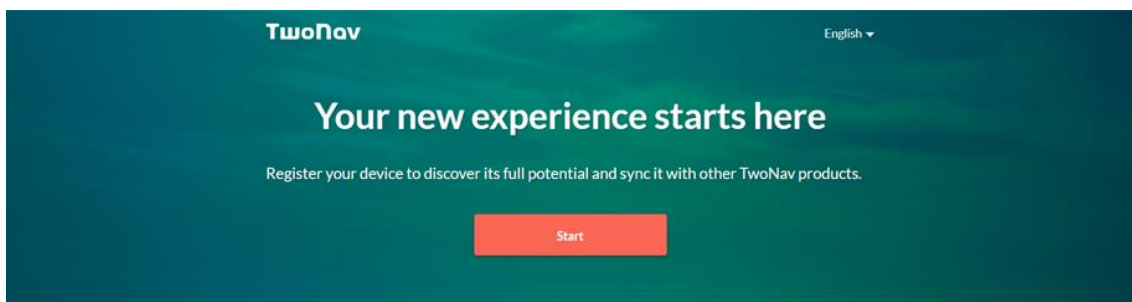 TwoNav
English
Your new experience starts here
Register your device to discover its full potential and sync it with other TwoNav products.
Start